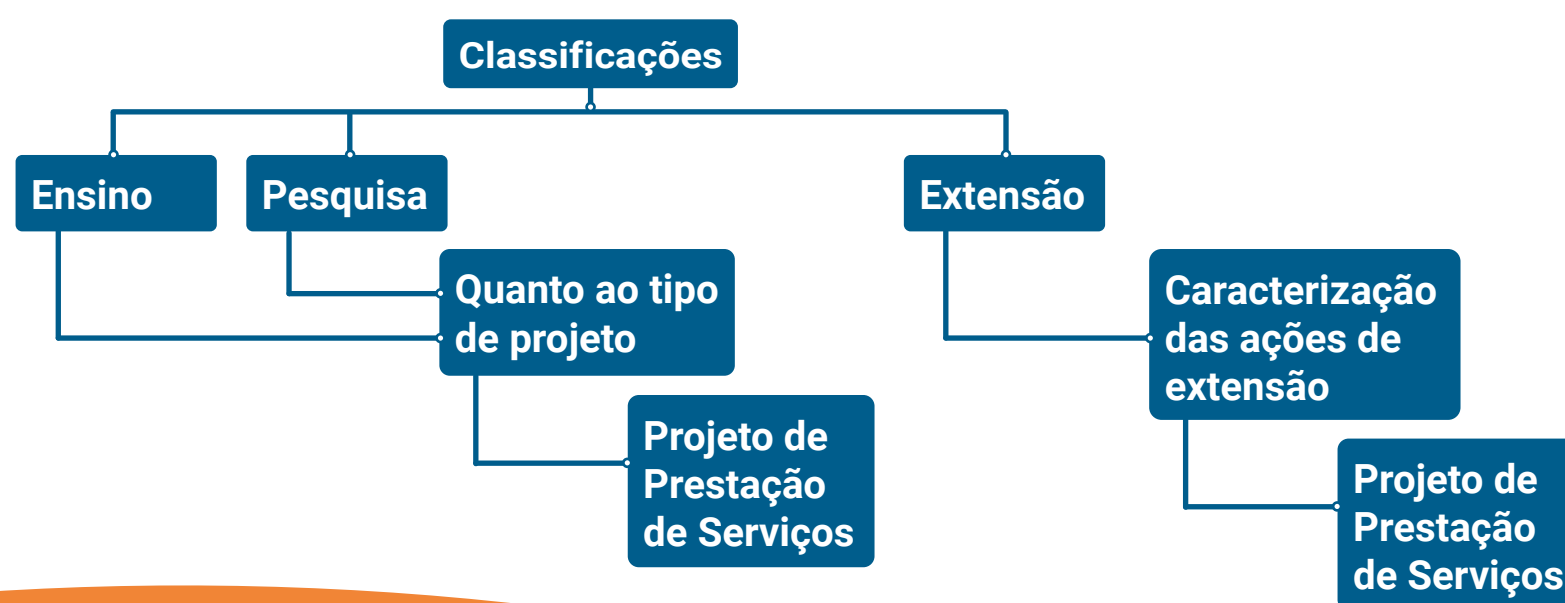 Classificações
Ensino
Pesquisa
Extensão
Quanto ao tipo
de projeto
Caracterização
das ações de
extensão
Projeto de
Prestação
de Serviços
Projeto de
Prestação
de Serviços